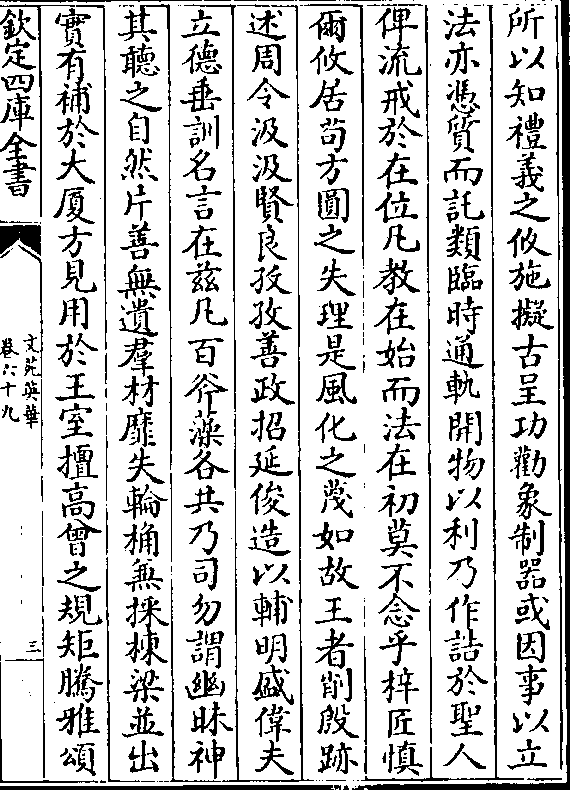 所以知禮義之攸施擬古呈功勸象制器或因事以立
法亦憑質而託類臨時通軌開物以利乃作誥於聖人
俾流戒於在位凡教在始而法在初莫不念乎梓匠慎
爾攸居苟方圓之失理是風化之蔑如故王者削殷跡
述周令汲汲賢良孜孜善政招延俊造以輔明盛偉夫
立德垂訓名言在兹凡百斧藻各共乃司勿謂幽昧神
其聽之自然片善無遺羣材靡失輪桷無採棟梁並出
實有補於大厦方見用於王室擅高曾之規矩騰雅頌
欽定四庫全書
文苑英華
卷六十九
三